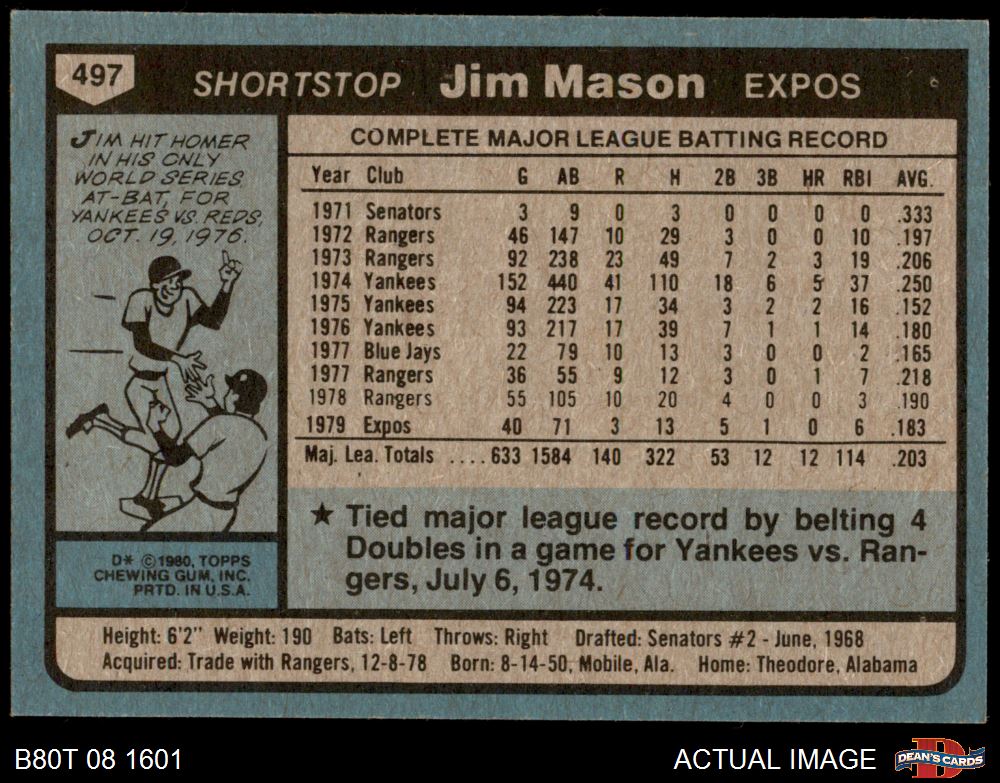 497 SHORTSTOP Jim Mason EXPOS
JIM HIT HOMER
IN HIS ONLY
WORLD SERIES
AT-BAT, FOR
YANKEES VS. REDS,
OCT. 19, 1976.
D* ©1980, TOPPS
CHEWING GUM, INC.
PRTD. IN U.S.A.
COMPLETE MAJOR LEAGUE BATTING RECORD
Year Club G AB R H 2B 3B HR RBI AVG.
1971 Senators 3 9 0 3 0 0 0 0 .333
1972 Rangers 46 147 10 29 3 0 0 10 .197
1973 Rangers 92 238 23 49 7 2 3 19 .206
1974 Yankees 152 440 41 110 18 6 5 37 .250
1975 Yankees 94 223 17 34 3 2 2 16 .152
1976 Yankees 93 217 17 39 7 1 1 14 .180
1977 Blue Jays 22 79 10 13 3 0 0 2 .165
1977 Rangers 36 55 9 12 3 0 1 7 .218
1978 Rangers 55 105 10 20 4 0 0 3 .190
1979 Expos 40 71 3 13 5 1 0 6 .183
Maj. Lea. Totals ....633 1584 140 322 53 12 12 114 .203
★ Tied major league record by belting 4
Doubles in a game for Yankees vs. Ran-
gers, July 6, 1974.
Height: 6'2" Weight: 190 Bats: Left Throws: Right Drafted: Senators #2 - June, 1968
Acquired: Trade with Rangers, 12-8-78 Born: 8-14-50, Mobile, Ala. Home: Theodore, Alabama
B80T 08 1601 ACTUAL IMAGE D DEAN'S CARDS